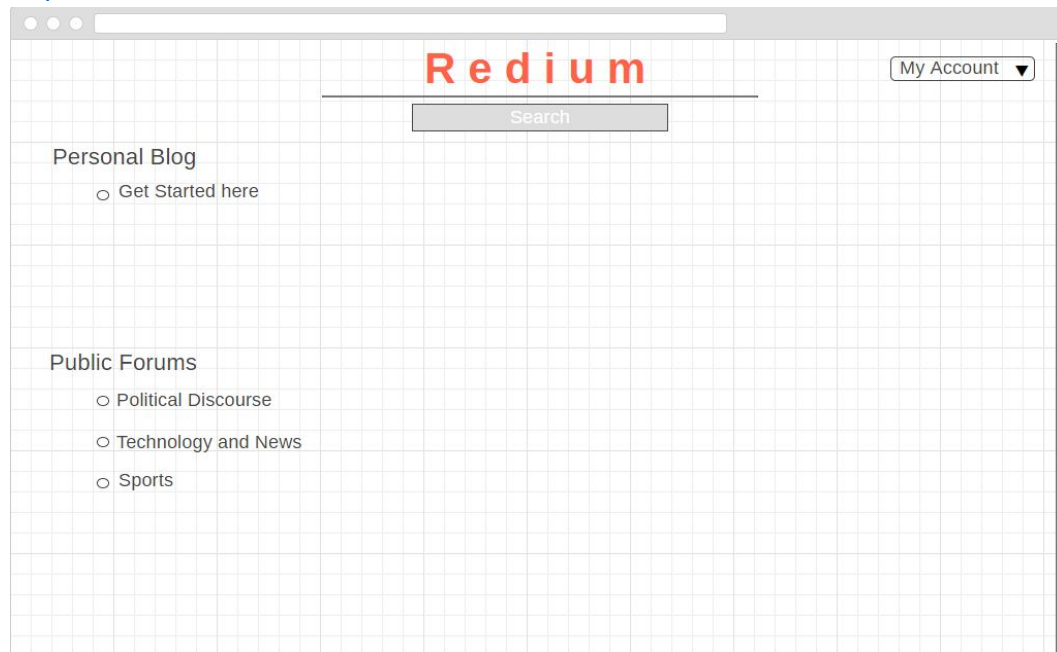 Redium
My Account
Search
Personal Blog
Get Started here
Public Forums
Political Discourse
Technology and News
Sports